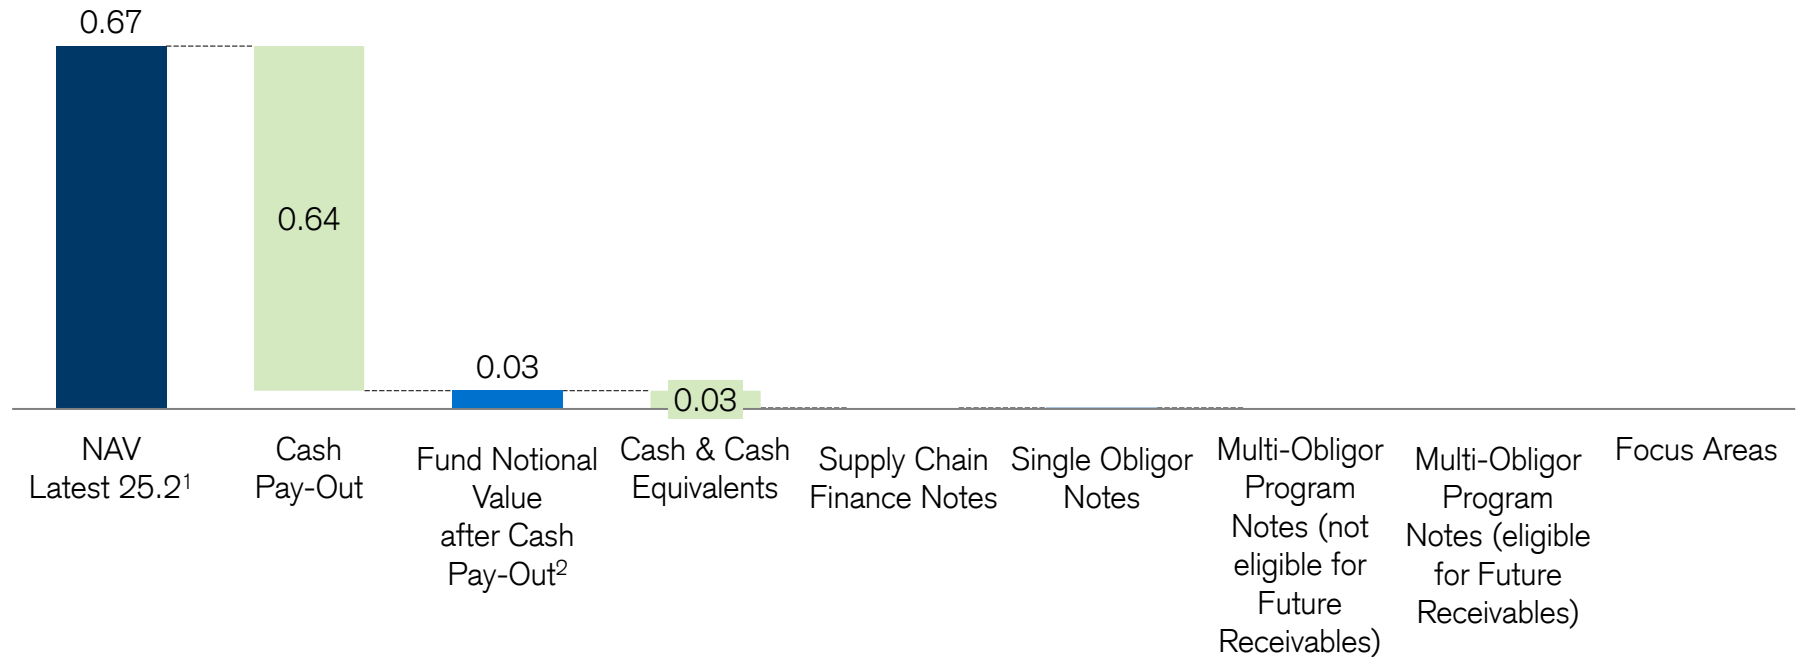 0.67
0.64
0.03
0.03
NAV
Latest 25.2¹
Cash
Pay-Out
Fund Notional
Value
after Cash
Pay-Out²
Cash & Cash
Equivalents
Supply Chain
Finance Notes
Single Obligor
Notes
Multi-Obligor
Program
Notes (not
eligible for
Future
Receivables)
Multi-Obligor
Program
Notes (eligible
for Future
Receivables)
Focus Areas